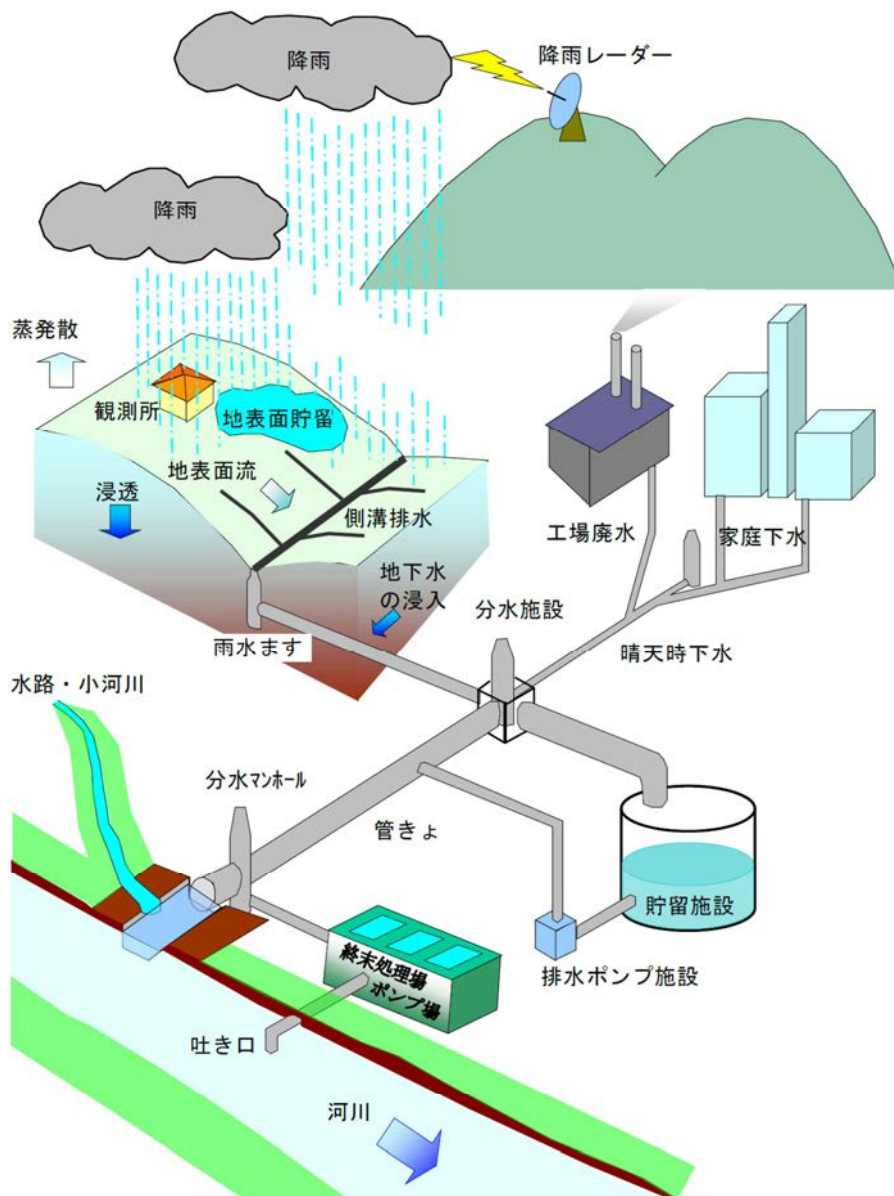 降雨レーダー
降雨
降雨
蒸発散
観測所
地表面貯留
地表面流
浸透
側溝排水
工場廃水
家庭下水
地下水
の浸入
分水施設
雨水ます
晴天時下水
水路・小河川
分水ﾏﾝﾎｰﾙ
管きょ
貯留施設
終末処理場
ポンプ場
排水ポンプ施設
吐き口
河川